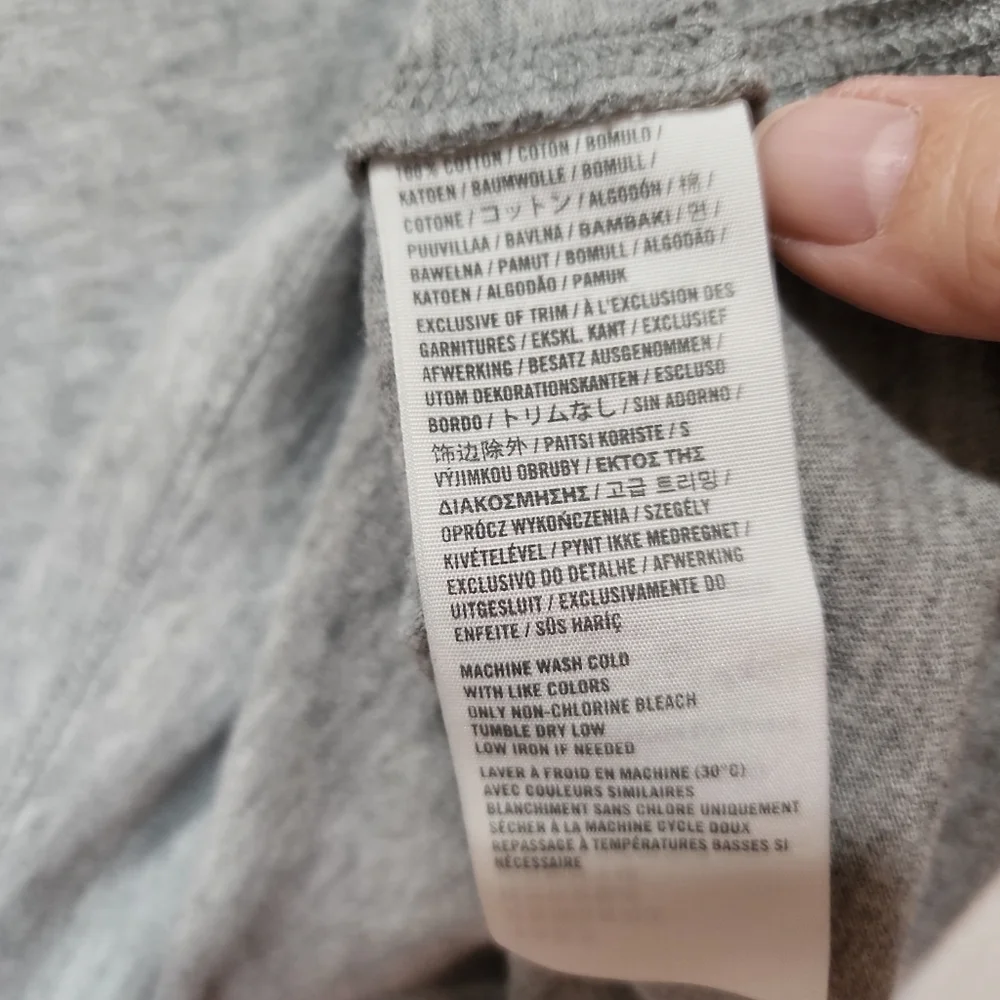 100% COTTON / COTON / BOMULD /
KATOEN / BAUMWOLLE / BOMULL /
COTONE / コットン / ALGODÓN / 棉 /
PUUVILLAA / BAVLNA / BAMBAKI / 면 /
BAWEŁNA / PAMUT / BOMULL / ALGODÃO /
KATOEN / ALGODÃO / PAMUK
EXCLUSIVE OF TRIM / À L'EXCLUSION DES
GARNITURES / EKSKL. KANT / EXCLUSIEF
AFWERKING / BESATZ AUSGENOMMEN /
UTOM DEKORATIONSKANTEN / ESCLUSO
BORDO / トリムなし / SIN ADORNO /
饰边除外 / PAITSI KORISTE / S
VÝJIMKOU OBRUBY / ΕΚΤΟΣ ΤΗΣ
ΔΙΑΚΟΣΜΗΣΗΣ / 고급 트리밍 /
OPRÓCZ WYKOŃCZENIA / SZEGÉLY
KIVÉTELÉVEL / PYNT IKKE MEDREGNET /
EXCLUSIVO DO DETALHE / AFWERKING
UITGESLUIT / EXCLUSIVAMENTE DO
ENFEITE / SÜS HARİÇ
MACHINE WASH COLD
WITH LIKE COLORS
ONLY NON-CHLORINE BLEACH
TUMBLE DRY LOW
LOW IRON IF NEEDED
LAVER À FROID EN MACHINE (30°C)
AVEC COULEURS SIMILAIRES
BLANCHIMENT SANS CHLORE UNIQUEMENT
SÉCHER À LA MACHINE CYCLE DOUX
REPASSAGE À TEMPÉRATURES BASSES SI
NÉCESSAIRE